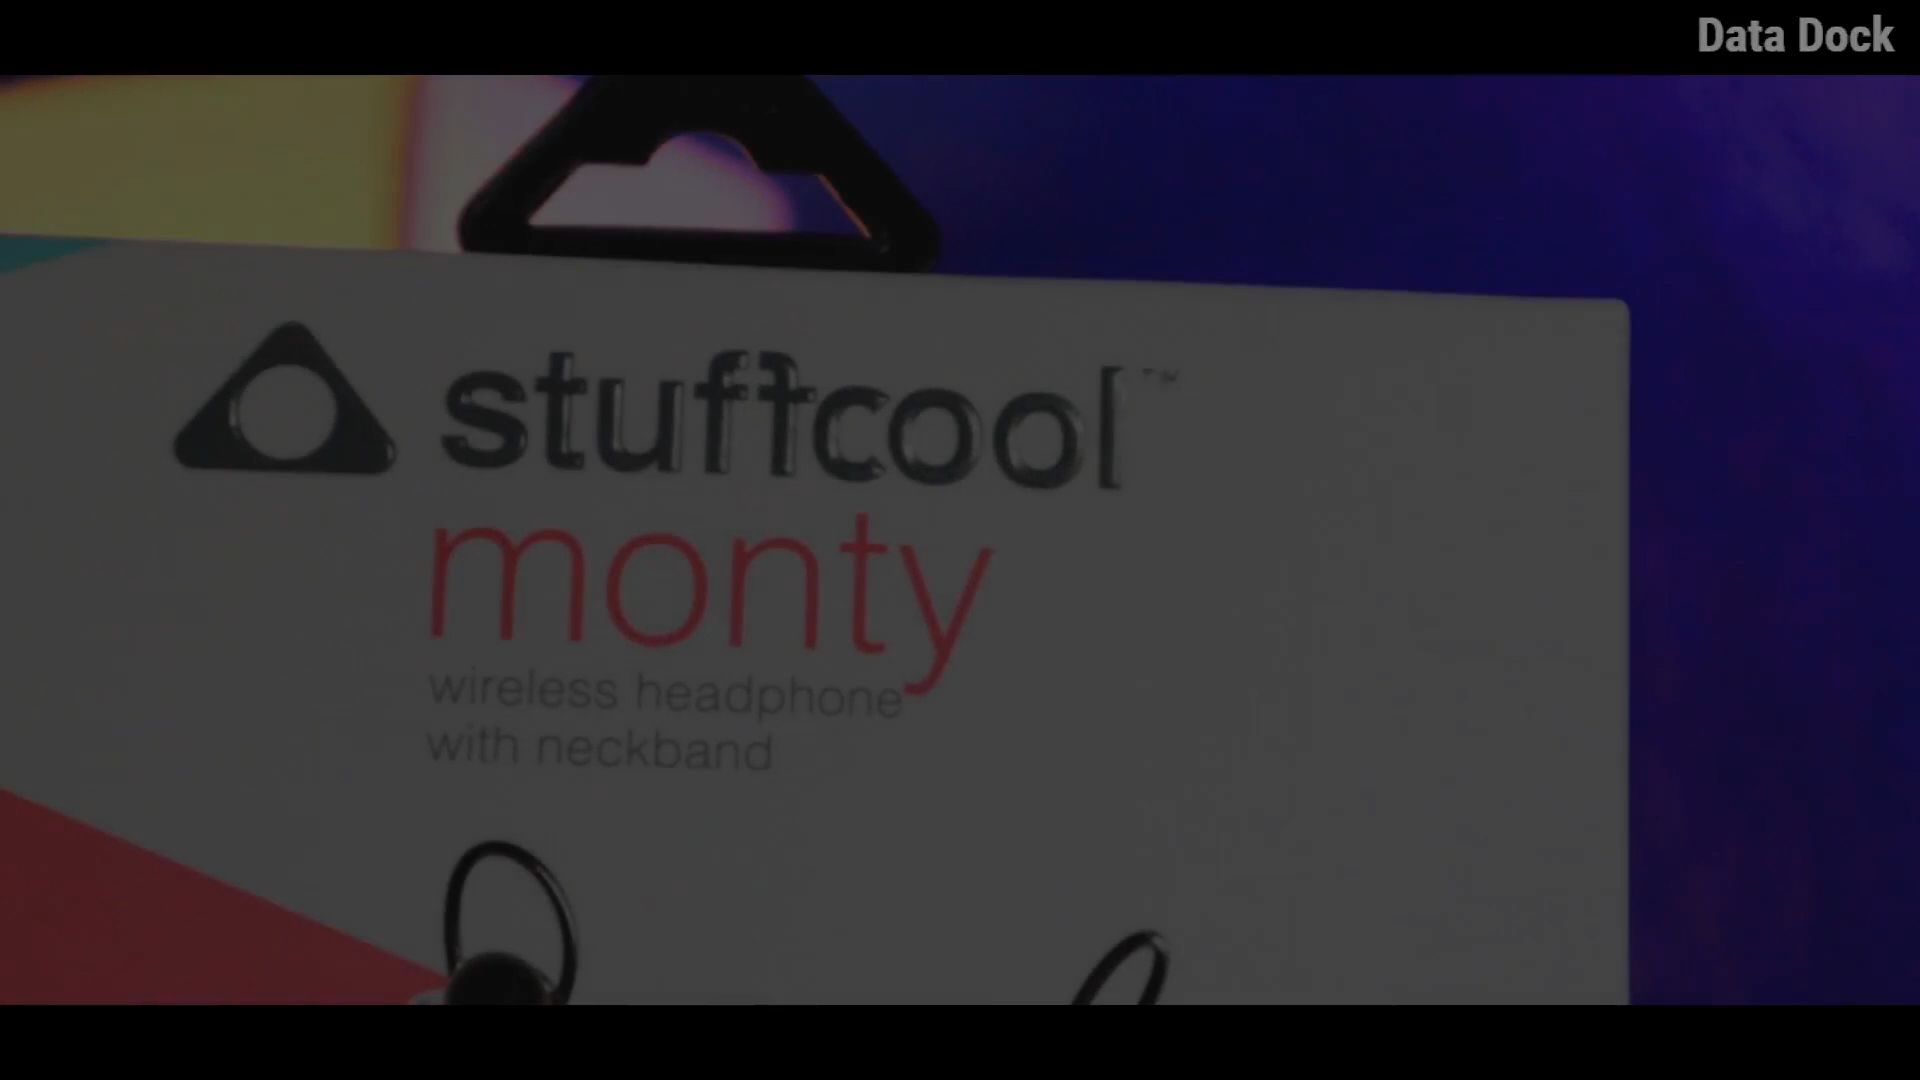 Data Dock
stuffcool™
monty
wireless headphone
with neckband